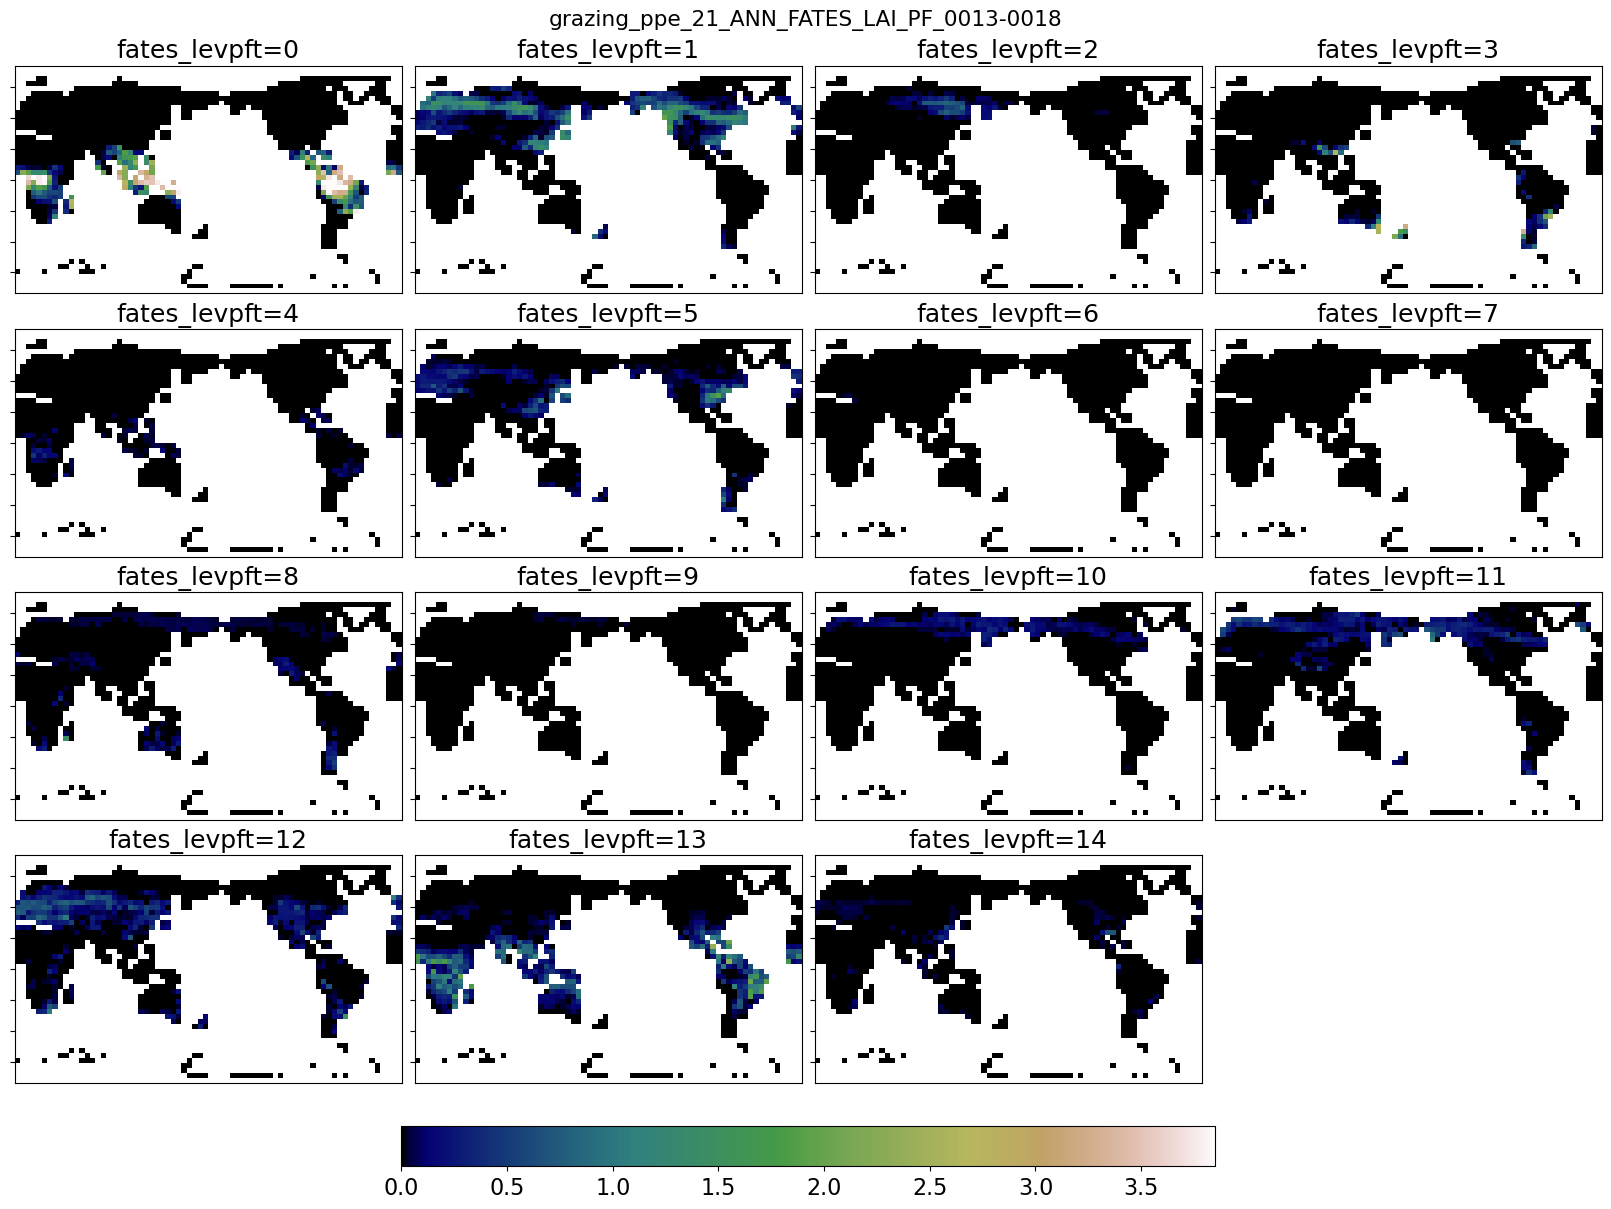 grazing_ppe_21_ANN_FATES_LAI_PF_0013-0018
fates_levpft=0
fates_levpft=1
fates_levpft=2
fates_levpft=3
fates_levpft=4
fates_levpft=5
fates_levpft=6
fates_levpft=7
fates_levpft=8
fates_levpft=9
fates_levpft=10
fates_levpft=11
fates_levpft=12
fates_levpft=13
fates_levpft=14
0.0 0.5 1.0 1.5 2.0 2.5 3.0 3.5